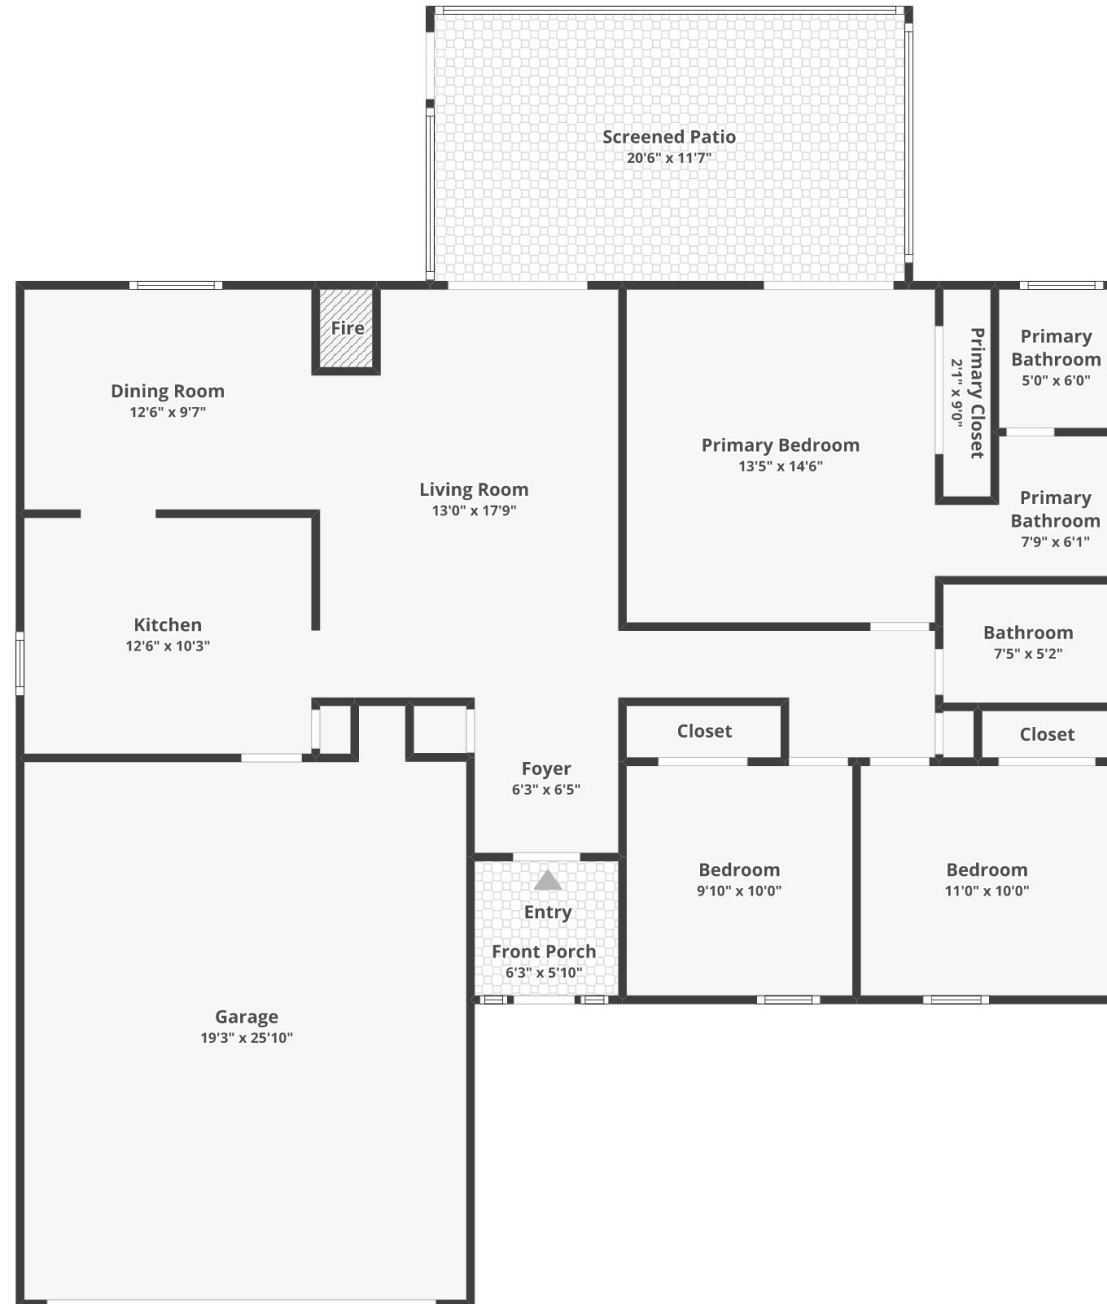 Screened Patio
20'6" x 11'7"
Fire
Dining Room
12'6" x 9'7"
Living Room
13'0" x 17'9"
Primary Bedroom
13'5" x 14'6"
Primary Closet
2'1" x 9'0"
Primary
Bathroom
5'0" x 6'0"
Primary
Bathroom
7'9" x 6'1"
Kitchen
12'6" x 10'3"
Bathroom
7'5" x 5'2"
Closet
Closet
Foyer
6'3" x 6'5"
Bedroom
9'10" x 10'0"
Bedroom
11'0" x 10'0"
Entry
Front Porch
6'3" x 5'10"
Garage
19'3" x 25'10"